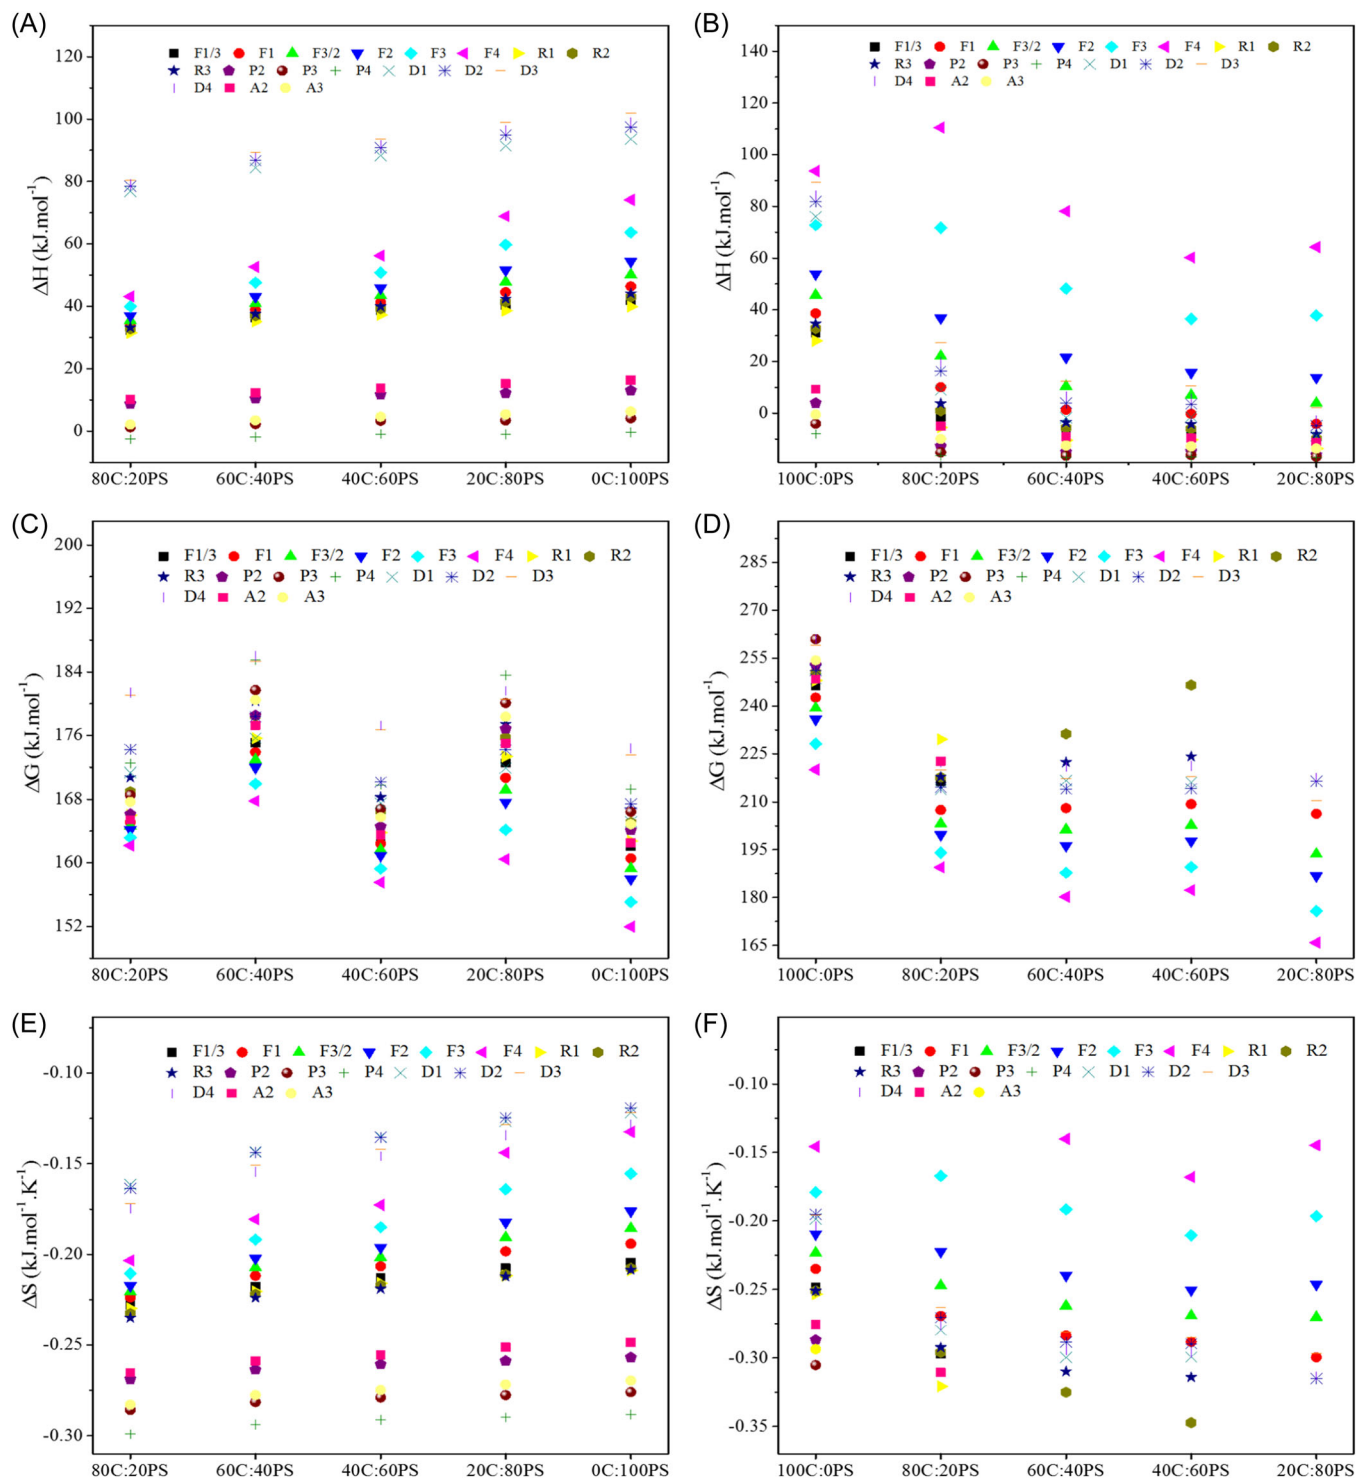 (A)
F1/3 F1 F3/2 F2 F3 F4 R1 R2
R3 P2 P3 P4 D1 D2 D3
D4 A2 A3
120
100
80
60
40
20
0
ΔH (kJ.mol⁻¹)
80C:20PS 60C:40PS 40C:60PS 20C:80PS 0C:100PS
(B)
F1/3 F1 F3/2 F2 F3 F4 R1 R2
R3 P2 P3 P4 D1 D2 D3
D4 A2 A3
140
120
100
80
60
40
20
0
ΔH (kJ.mol⁻¹)
100C:0PS 80C:20PS 60C:40PS 40C:60PS 20C:80PS
(C)
F1/3 F1 F3/2 F2 F3 F4 R1 R2
R3 P2 P3 P4 D1 D2 D3
D4 A2 A3
200
192
184
176
168
160
152
ΔG (kJ.mol⁻¹)
80C:20PS 60C:40PS 40C:60PS 20C:80PS 0C:100PS
(D)
F1/3 F1 F3/2 F2 F3 F4 R1 R2
R3 P2 P3 P4 D1 D2 D3
D4 A2 A3
285
270
255
240
225
210
195
180
165
ΔG (kJ.mol⁻¹)
100C:0PS 80C:20PS 60C:40PS 40C:60PS 20C:80PS
(E)
F1/3 F1 F3/2 F2 F3 F4 R1 R2
R3 P2 P3 P4 D1 D2 D3
D4 A2 A3
-0.10
-0.15
-0.20
-0.25
-0.30
ΔS (kJ.mol⁻¹.K⁻¹)
80C:20PS 60C:40PS 40C:60PS 20C:80PS 0C:100PS
(F)
F1/3 F1 F3/2 F2 F3 F4 R1 R2
R3 P2 P3 P4 D1 D2 D3
D4 A2 A3
-0.10
-0.15
-0.20
-0.25
-0.30
-0.35
ΔS (kJ.mol⁻¹.K⁻¹)
100C:0PS 80C:20PS 60C:40PS 40C:60PS 20C:80PS